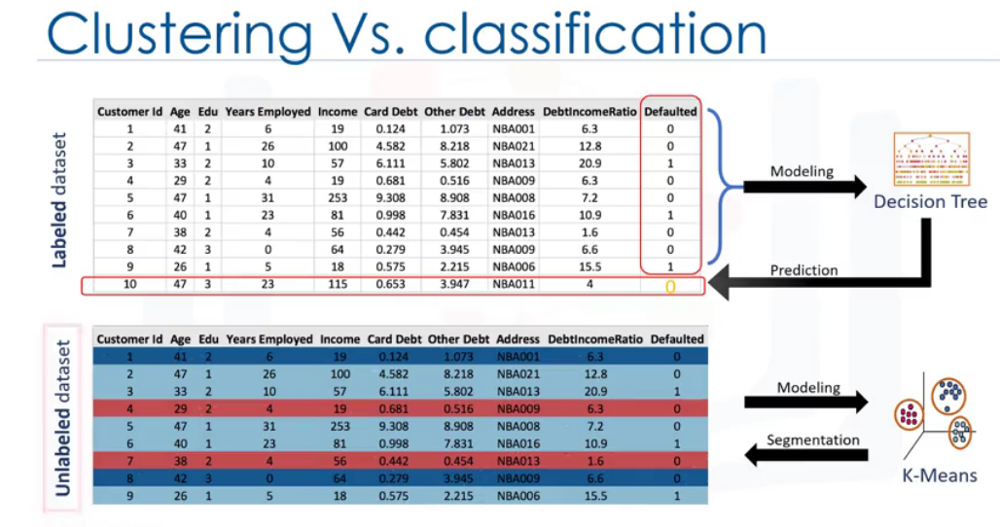 Clustering Vs. classification
Labeled dataset
Customer Id Age Edu Years Employed Income Card Debt Other Debt Address DebtIncomeRatio Defaulted
1 41 2 6 19 0.124 1.073 NBA001 6.3 0
2 47 1 26 100 4.582 8.218 NBA021 12.8 0
3 33 2 10 57 6.111 5.802 NBA013 20.9 1
4 29 2 4 19 0.681 0.516 NBA009 6.3 0
5 47 1 31 253 9.308 8.908 NBA008 7.2 0
6 40 1 23 81 0.998 7.831 NBA016 10.9 1
7 38 2 4 56 0.442 0.454 NBA013 1.6 0
8 42 3 0 64 0.279 3.945 NBA009 6.6 0
9 26 1 5 18 0.575 2.215 NBA006 15.5 1
10 47 3 23 115 0.653 3.947 NBA011 4 0
Modeling
Decision Tree
Prediction
Unlabeled dataset
Customer Id Age Edu Years Employed Income Card Debt Other Debt Address DebtIncomeRatio Defaulted
1 41 2 6 19 0.124 1.073 NBA001 6.3 0
2 47 1 26 100 4.582 8.218 NBA021 12.8 0
3 33 2 10 57 6.111 5.802 NBA013 20.9 1
4 29 2 4 19 0.681 0.516 NBA009 6.3 0
5 47 1 31 253 9.308 8.908 NBA008 7.2 0
6 40 1 23 81 0.998 7.831 NBA016 10.9 1
7 38 2 4 56 0.442 0.454 NBA013 1.6 0
8 42 3 0 64 0.279 3.945 NBA009 6.6 0
9 26 1 5 18 0.575 2.215 NBA006 15.5 1
Modeling
Segmentation
K-Means